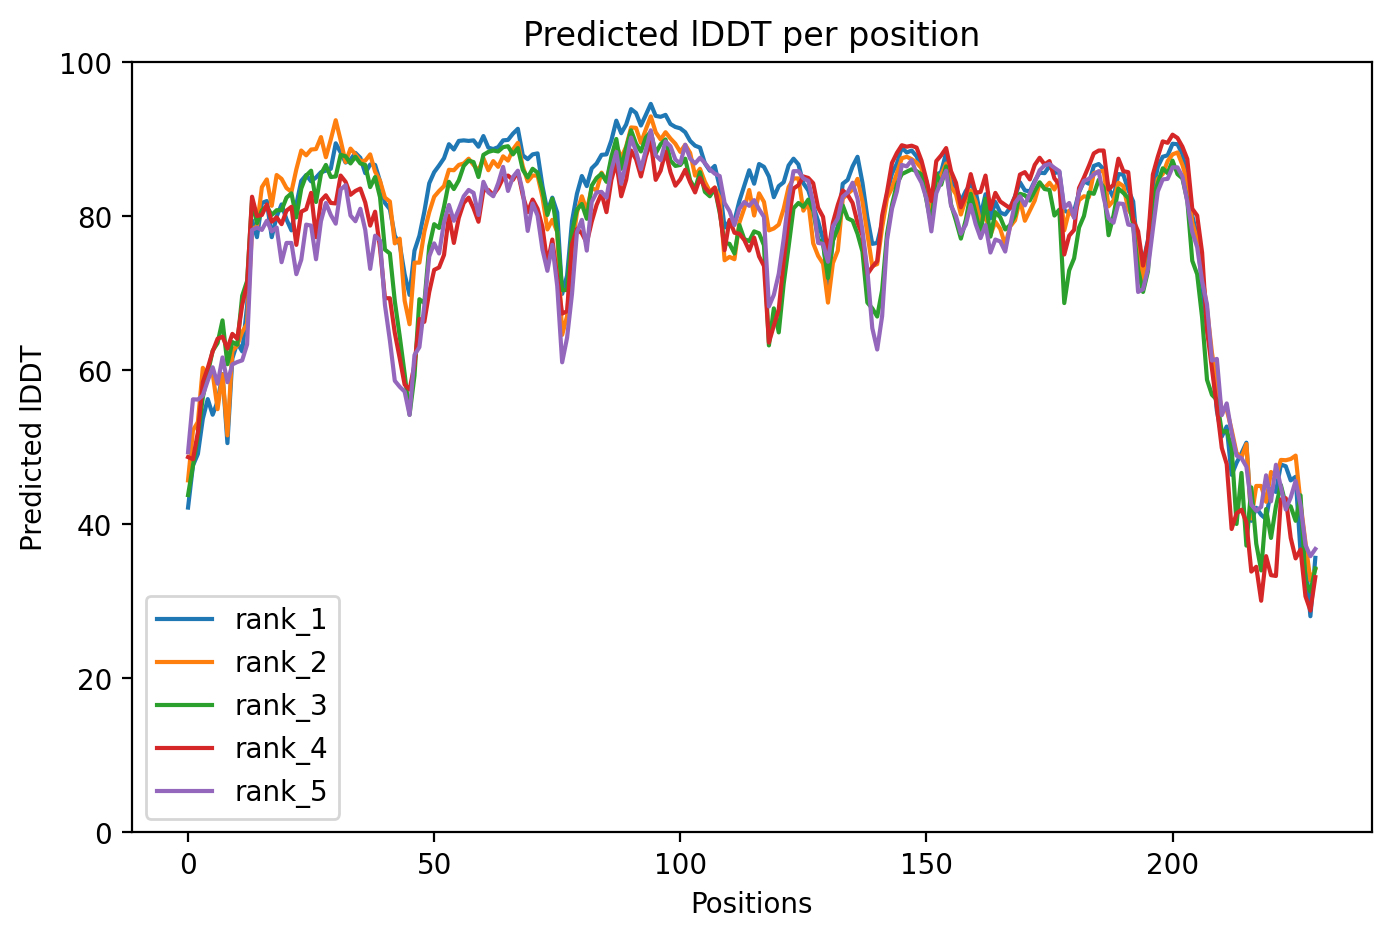 Predicted lDDT per position
100
80
60
40
20
0
Predicted lDDT
rank_1
rank_2
rank_3
rank_4
rank_5
0 50 100 150 200
Positions